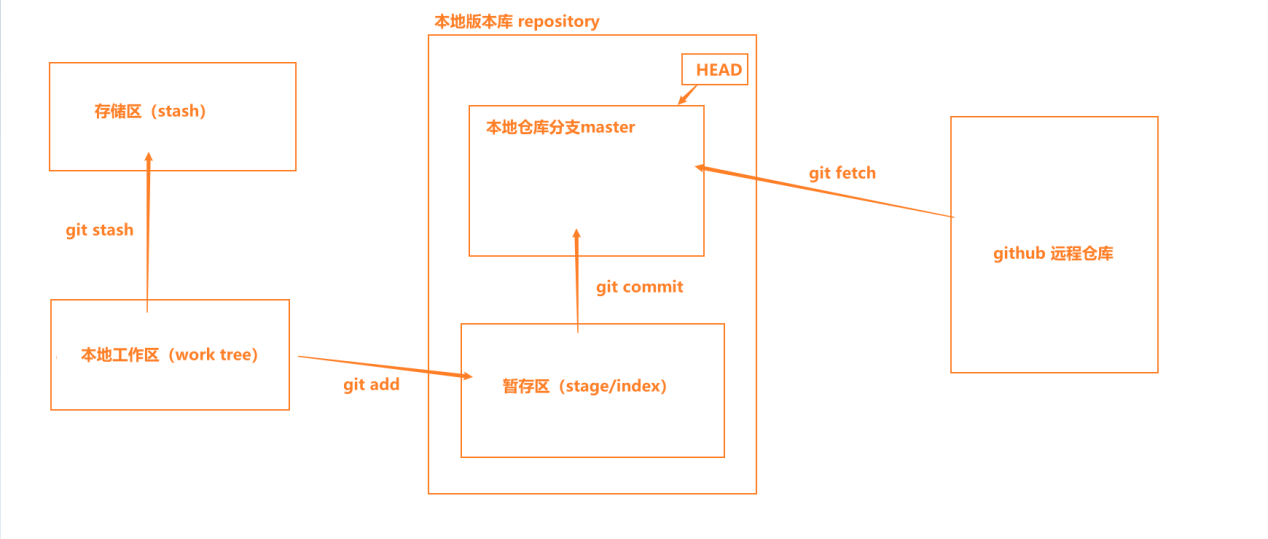 本地版本库 repository
HEAD
存储区（stash）
本地仓库分支master
git fetch
git stash
github 远程仓库
git commit
本地工作区（work tree）
git add
暂存区（stage/index）